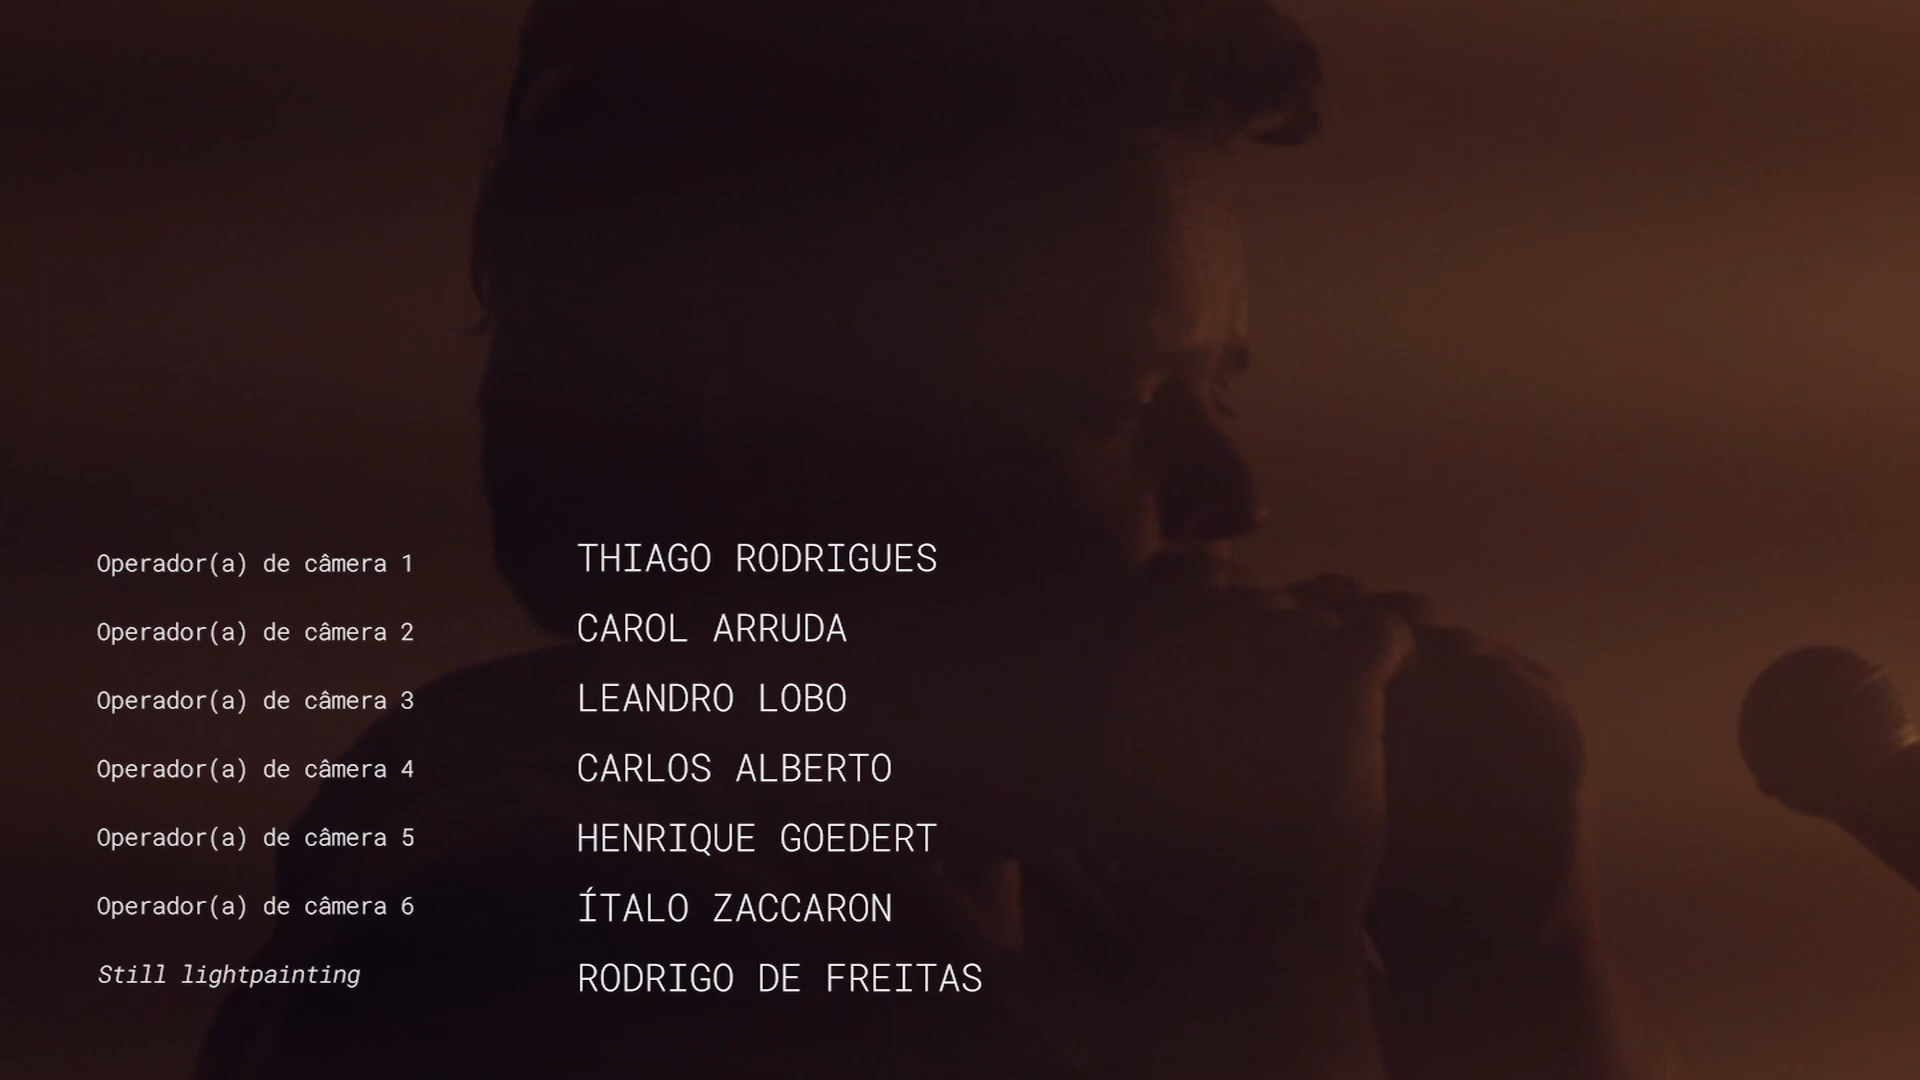 Operador(a) de câmera 1 THIAGO RODRIGUES
Operador(a) de câmera 2 CAROL ARRUDA
Operador(a) de câmera 3 LEANDRO LOBO
Operador(a) de câmera 4 CARLOS ALBERTO
Operador(a) de câmera 5 HENRIQUE GOEDERT
Operador(a) de câmera 6 ÍTALO ZACCARON
Still lightpainting RODRIGO DE FREITAS